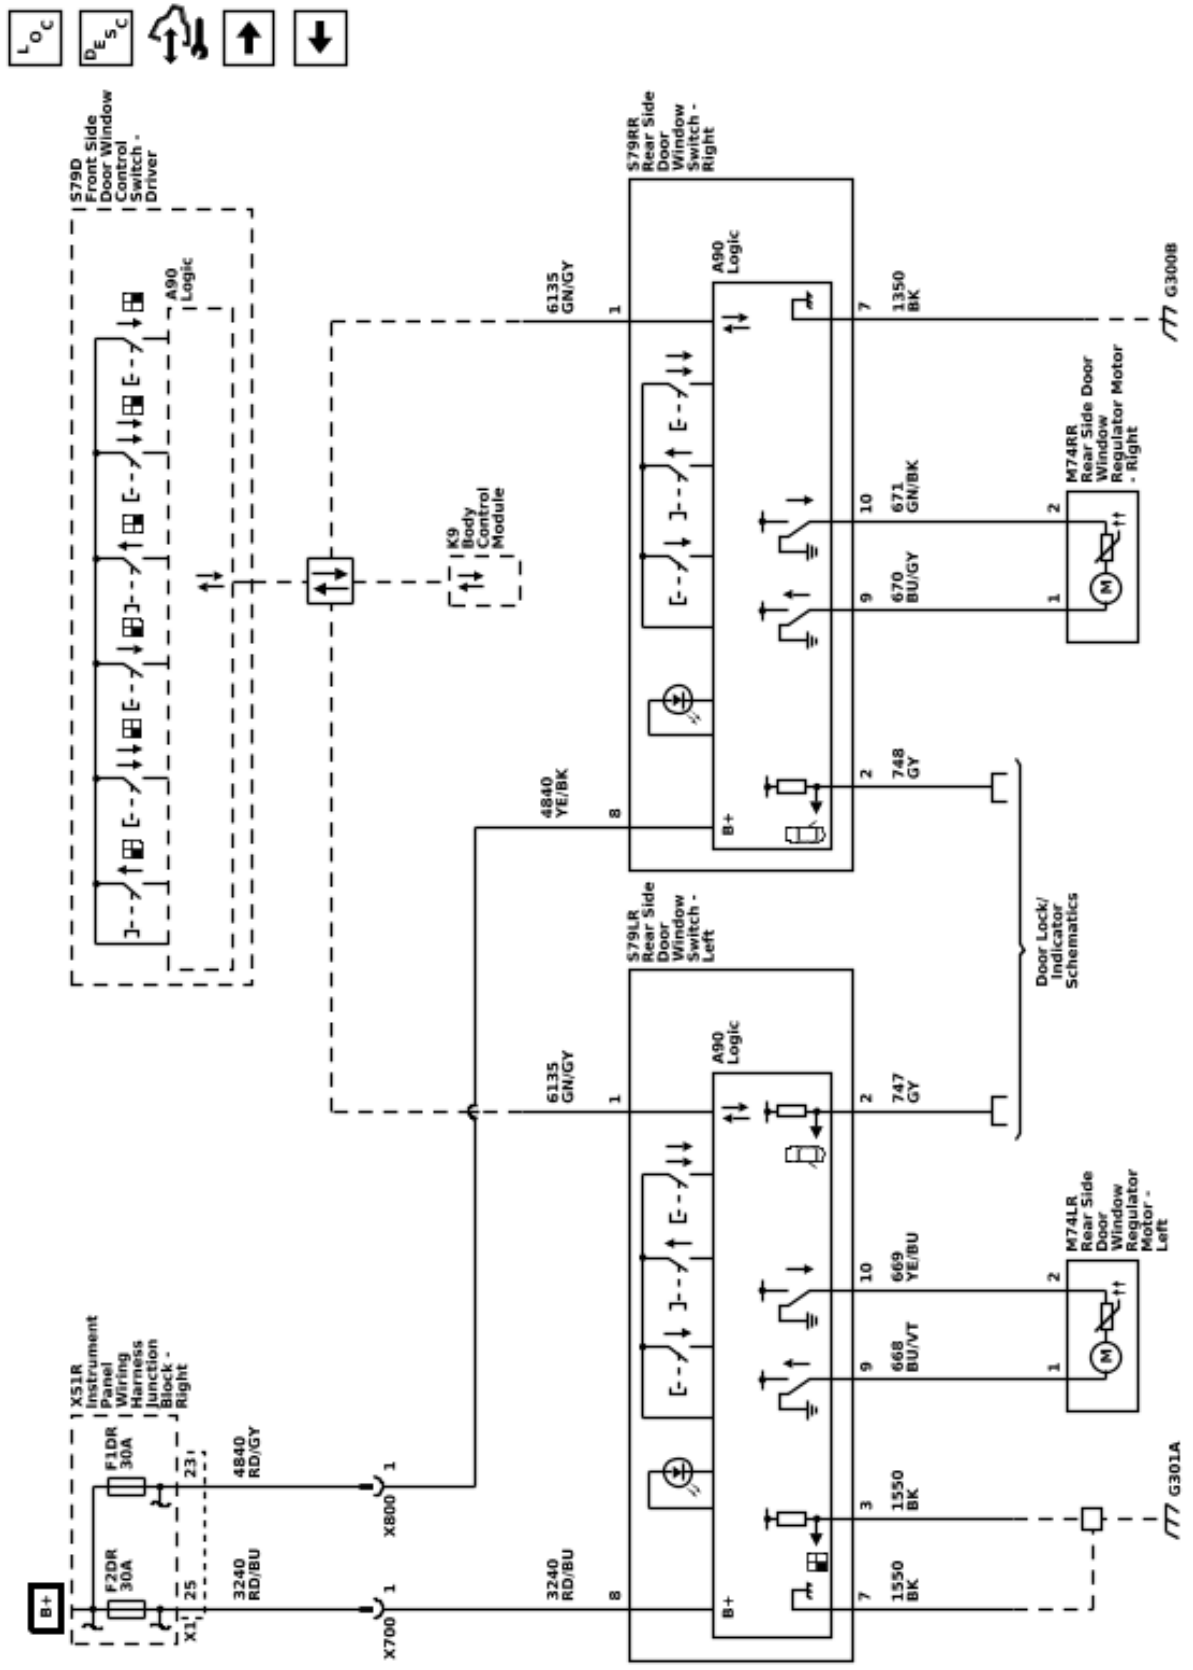 LOC
DESC
S79D
Front Side
Door Window
Control
Switch -
Driver
A90
Logic
K9
Body
Control
Module
B+
X51R
Instrument
Panel
Wiring
Harness
Junction
Block -
Right
F2DR
30A
F1DR
30A
X1
25
23
3240
RD/BU
4840
RD/GY
X700
1
X800
1
3240
RD/BU
8
6135
GN/GY
1
4840
YE/BK
8
6135
GN/GY
1
S79LR
Rear Side
Door
Window
Switch -
Left
A90
Logic
B+
S79RR
Rear Side
Door
Window
Switch -
Right
A90
Logic
B+
7
1550
BK
3
1550
BK
9
668
BU/VT
10
669
YE/BU
2
747
GY
2
748
GY
9
670
BU/GY
10
671
GN/BK
7
1350
BK
Door Lock/
Indicator
Schematics
1
2
M
M74LR
Rear Side
Door
Window
Regulator
Motor -
Left
1
2
M
M74RR
Rear Side Door
Window
Regulator Motor
- Right
G301A
G300B